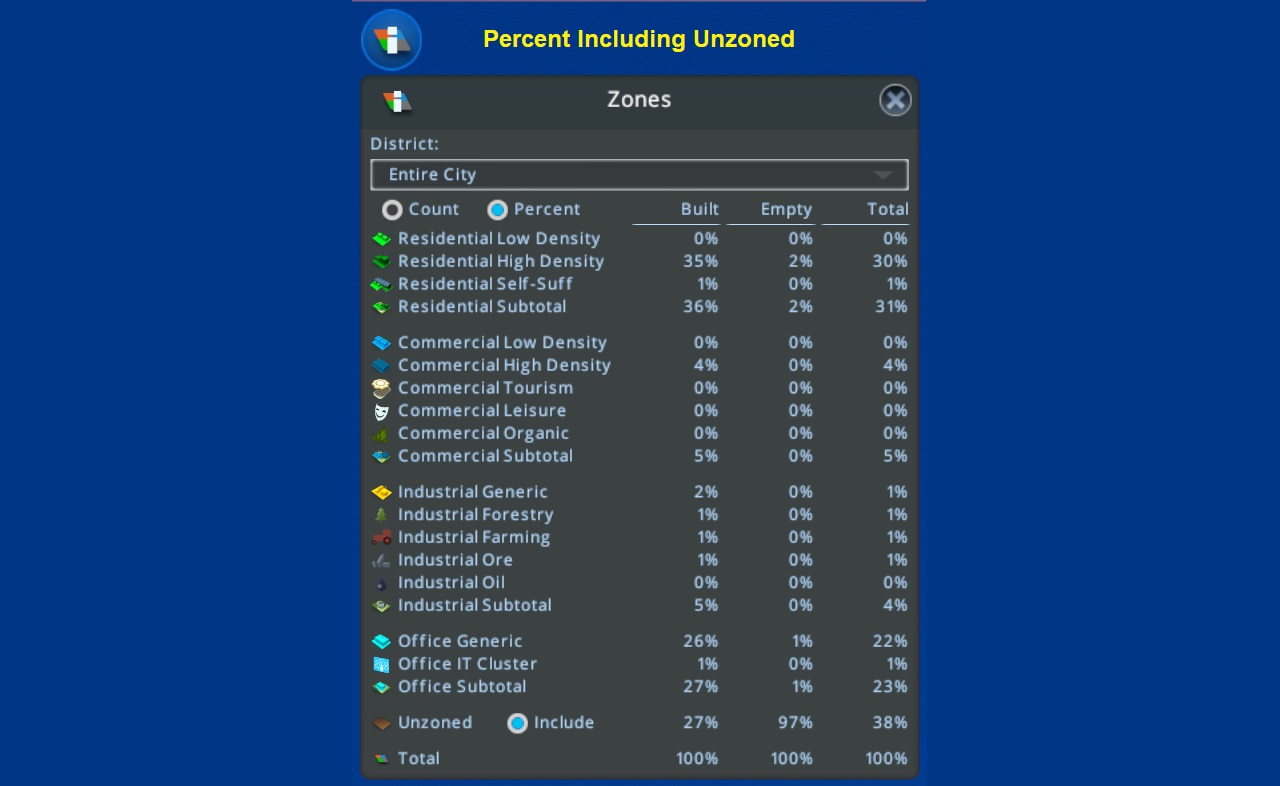 Percent Including Unzoned
Zones
District:
Entire City
Count Percent Built Empty Total
Residential Low Density 0% 0% 0%
Residential High Density 35% 2% 30%
Residential Self-Suff 1% 0% 1%
Residential Subtotal 36% 2% 31%
Commercial Low Density 0% 0% 0%
Commercial High Density 4% 0% 4%
Commercial Tourism 0% 0% 0%
Commercial Leisure 0% 0% 0%
Commercial Organic 0% 0% 0%
Commercial Subtotal 5% 0% 5%
Industrial Generic 2% 0% 1%
Industrial Forestry 1% 0% 1%
Industrial Farming 1% 0% 1%
Industrial Ore 1% 0% 1%
Industrial Oil 0% 0% 0%
Industrial Subtotal 5% 0% 4%
Office Generic 26% 1% 22%
Office IT Cluster 1% 0% 1%
Office Subtotal 27% 1% 23%
Unzoned Include 27% 97% 38%
Total 100% 100% 100%